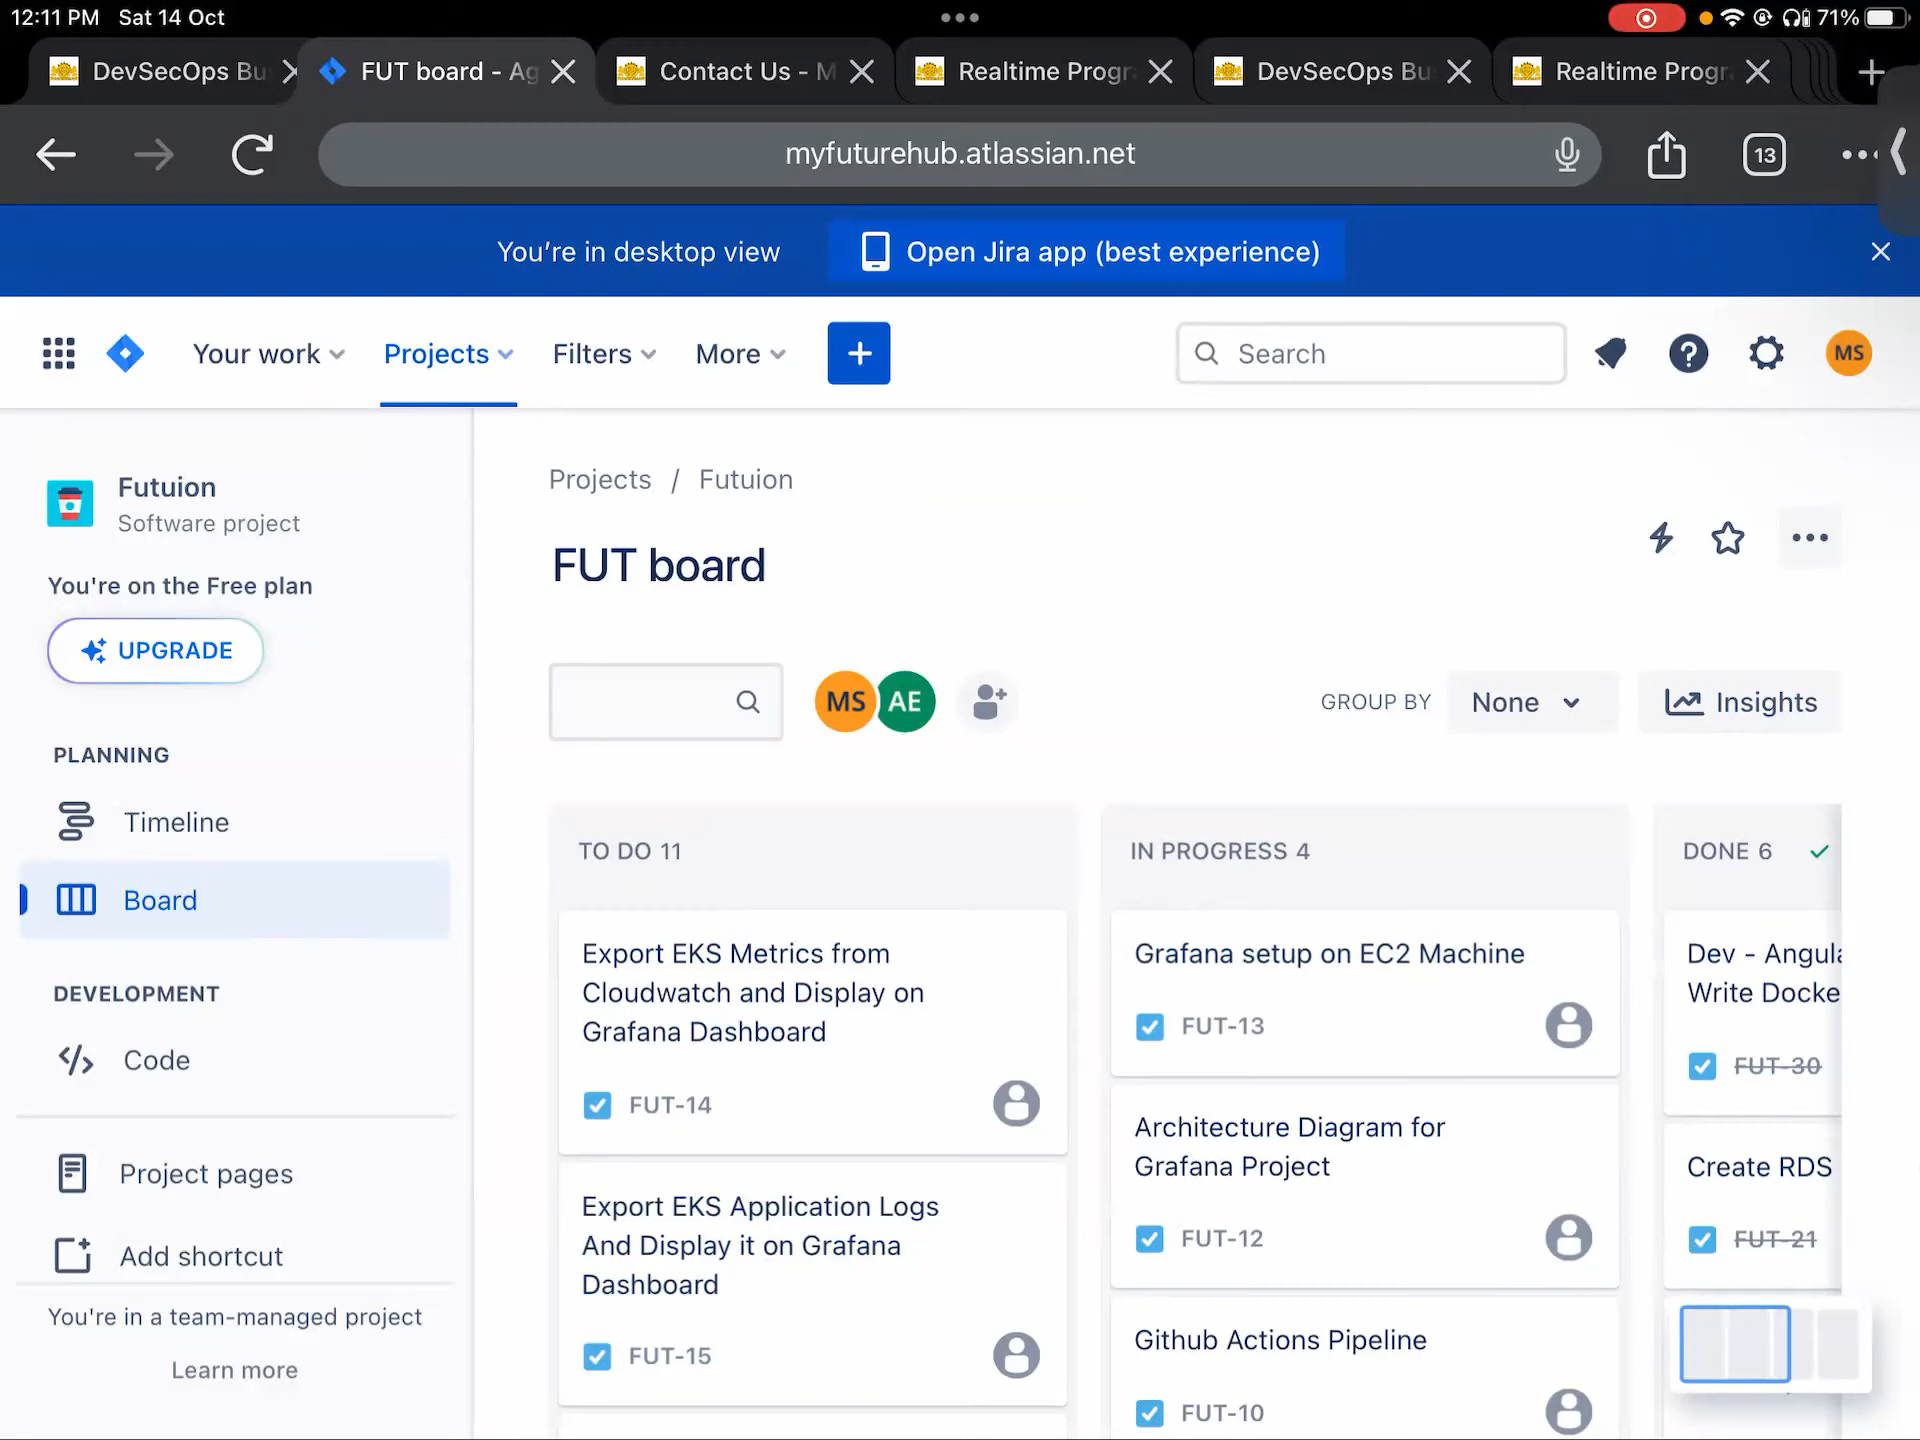 12:11 PM Sat 14 Oct
71%
DevSecOps Bu
FUT board - Ag
Contact Us - M
Realtime Progr
DevSecOps Bu
Realtime Progr
myfuturehub.atlassian.net
13
You're in desktop view
Open Jira app (best experience)
Your work
Projects
Filters
More
Search
MS
Futuion
Software project
You're on the Free plan
UPGRADE
PLANNING
Timeline
Board
DEVELOPMENT
Code
Project pages
Add shortcut
You're in a team-managed project
Learn more
Projects / Futuion
FUT board
MS
AE
GROUP BY
None
Insights
TO DO 11
Export EKS Metrics from
Cloudwatch and Display on
Grafana Dashboard
FUT-14
Export EKS Application Logs
And Display it on Grafana
Dashboard
FUT-15
IN PROGRESS 4
Grafana setup on EC2 Machine
FUT-13
Architecture Diagram for
Grafana Project
FUT-12
Github Actions Pipeline
FUT-10
DONE 6
Dev - Angula
Write Docke
FUT-30
Create RDS
FUT-21